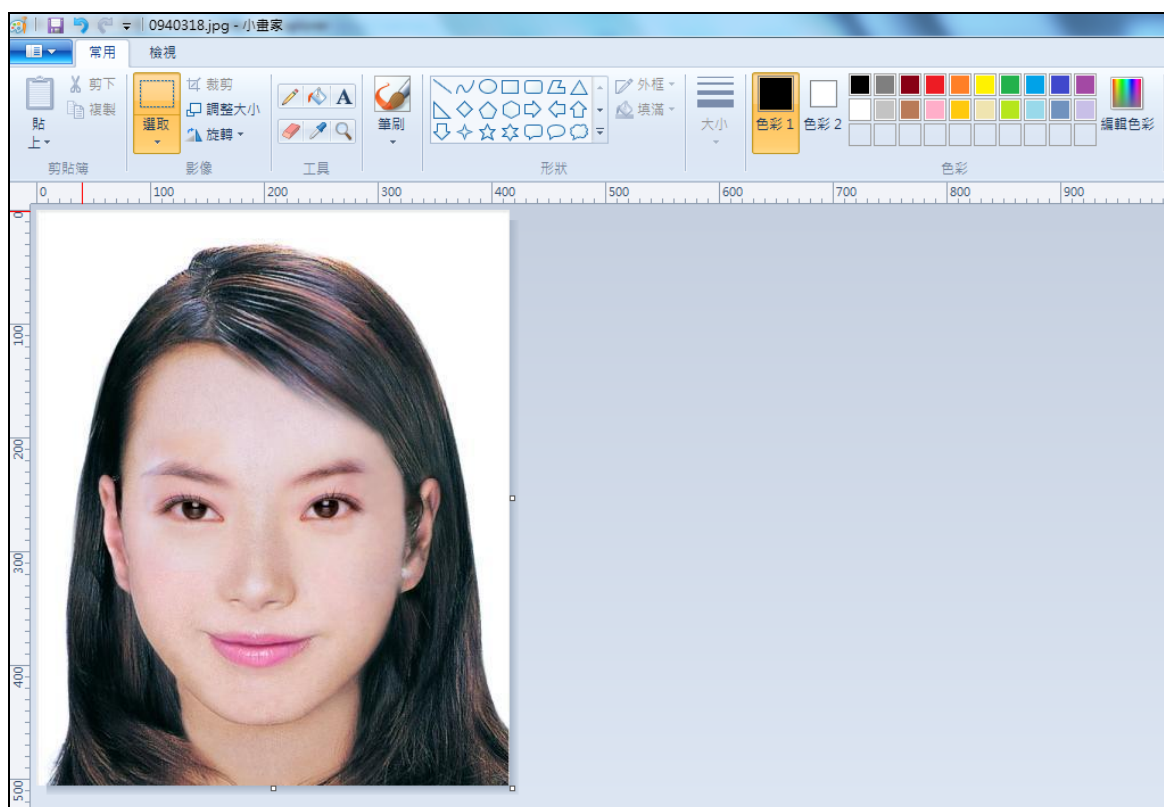 0940318.jpg - 小畫家
常用 檢視
剪下 裁剪 外框
複製 調整大小 填滿
貼上 選取 旋轉 A 筆刷 大小 色彩 1 色彩 2 編輯色彩
剪貼簿 影像 工具 形狀 色彩
0 100 200 300 400 500 600 700 800 900
0
100
200
300
400
500